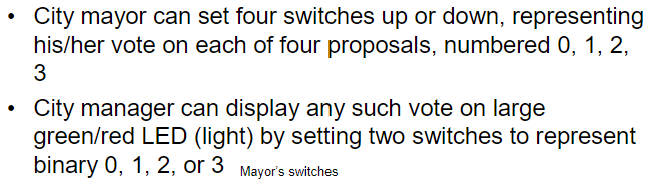 • City mayor can set four switches up or down, representing
his/her vote on each of four proposals, numbered 0, 1, 2,
3
• City manager can display any such vote on large
green/red LED (light) by setting two switches to represent
binary 0, 1, 2, or 3 Mayor's switches